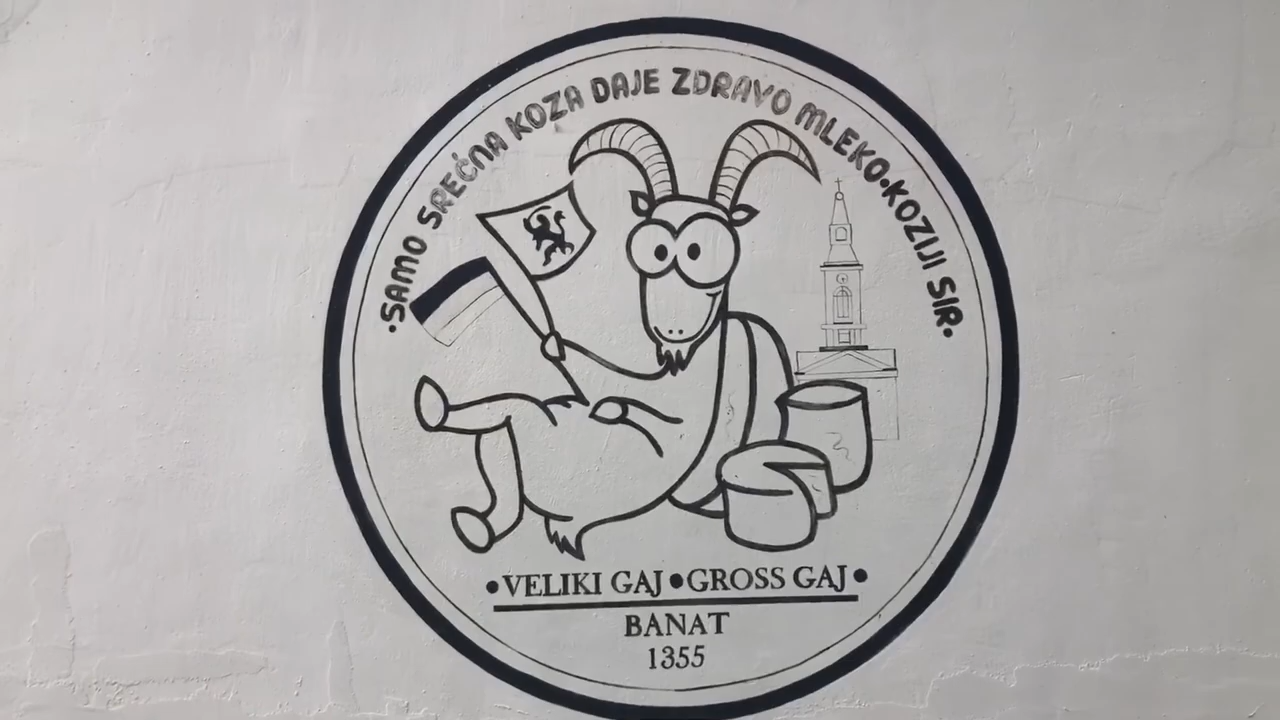 •SAMO SREĆNA KOZA DAJE ZDRAVO MLEKO•KOZIJI SIR•
•VELIKI GAJ•GROSS GAJ•
BANAT
1355